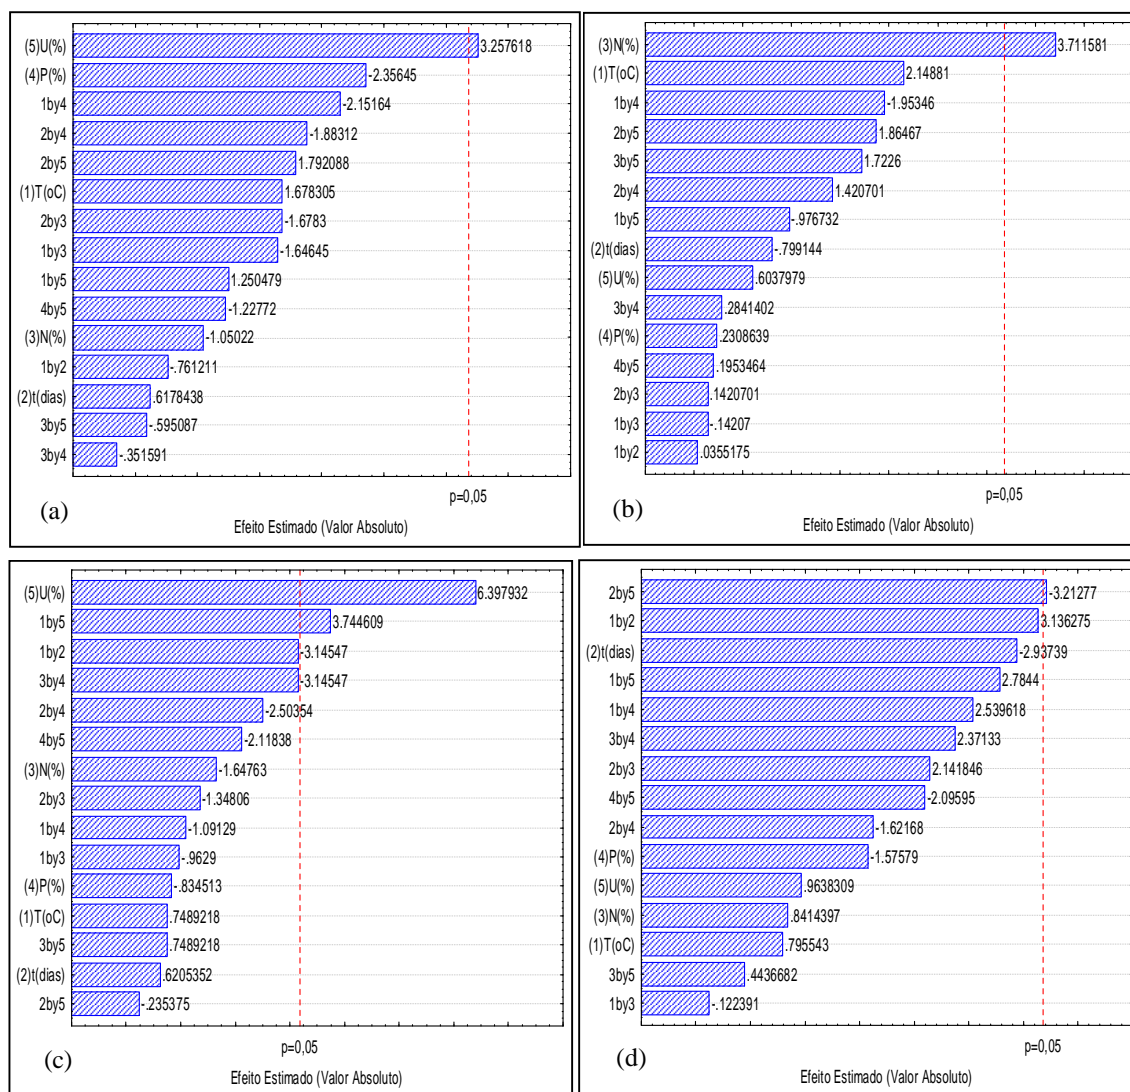 (5)U(%) 3.257618
(4)P(%) -2.35645
1by4 -2.15164
2by4 -1.88312
2by5 1.792088
(1)T(oC) 1.678305
2by3 -1.6783
1by3 -1.64645
1by5 1.250479
4by5 -1.22772
(3)N(%) -1.05022
1by2 -.761211
(2)t(dias) .6178438
3by5 -.595087
3by4 -.351591
p=0,05
(a)
Efeito Estimado (Valor Absoluto)
(3)N(%) 3.711581
(1)T(oC) 2.14881
1by4 -1.95346
2by5 1.86467
3by5 1.7226
2by4 1.420701
1by5 -.976732
(2)t(dias) -.799144
(5)U(%) .6037979
3by4 .2841402
(4)P(%) .2308639
4by5 .1953464
2by3 .1420701
1by3 -.14207
1by2 .0355175
p=0,05
(b)
Efeito Estimado (Valor Absoluto)
(5)U(%) 6.397932
1by5 3.744609
1by2 -3.14547
3by4 -3.14547
2by4 -2.50354
4by5 -2.11838
(3)N(%) -1.64763
2by3 -1.34806
1by4 -1.09129
1by3 -.9629
(4)P(%) -.834513
(1)T(oC) .7489218
3by5 .7489218
(2)t(dias) .6205352
2by5 -.235375
p=0,05
(c)
Efeito Estimado (Valor Absoluto)
2by5 -3.21277
1by2 3.136275
(2)t(dias) -2.93739
1by5 2.7844
1by4 2.539618
3by4 2.37133
2by3 2.141846
4by5 -2.09595
2by4 -1.62168
(4)P(%) -1.57579
(5)U(%) .9638309
(3)N(%) .8414397
(1)T(oC) .795543
3by5 .4436682
1by3 -.122391
p=0,05
(d)
Efeito Estimado (Valor Absoluto)